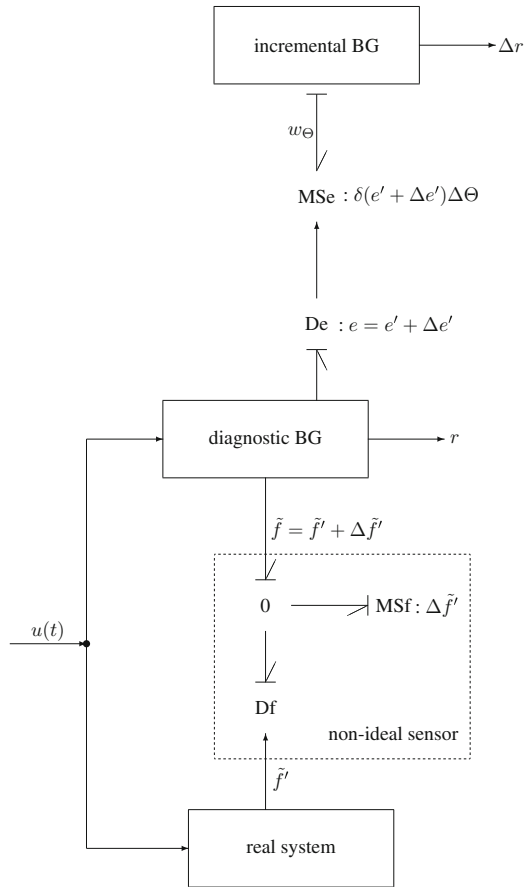 incremental BG
Δr
w_Θ
MSe : δ(e′ + Δe′)ΔΘ
De : e = e′ + Δe′
diagnostic BG
r
f̃ = f̃′ + Δf̃′
0
MSf : Δf̃′
u(t)
Df
non-ideal sensor
f̃′
real system